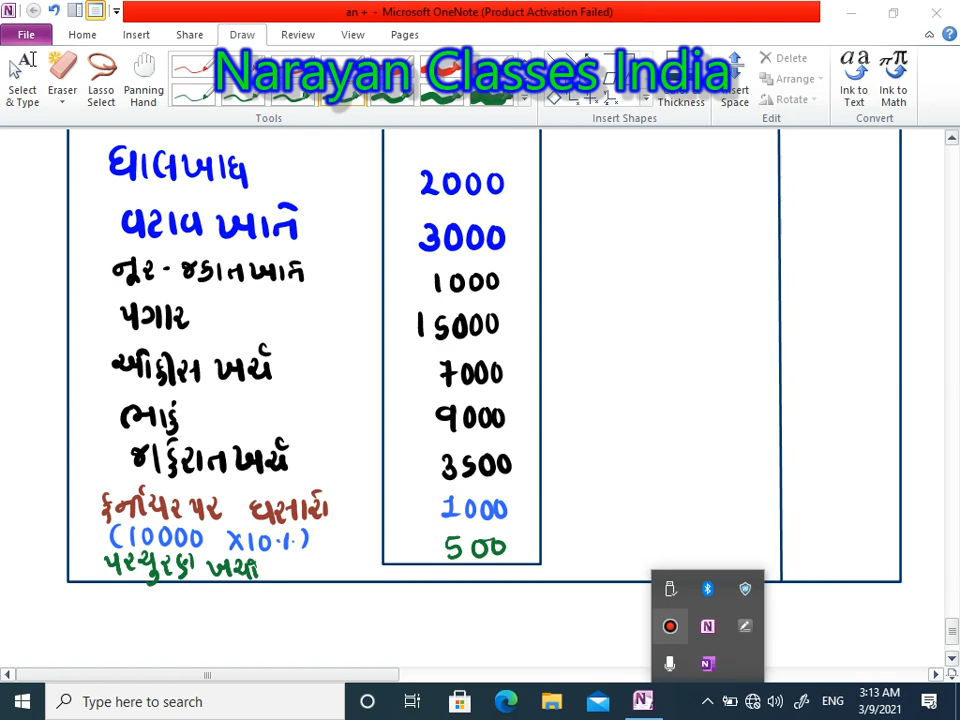 an + - Microsoft OneNote (Product Activation Failed)
File Home Insert Share Draw Review View Pages
Narayan Classes India
Select & Type
Eraser
Lasso Select
Panning Hand
Thickness
Insert Space
Delete
Arrange
Rotate
Ink to Text
Ink to Math
Tools
Insert Shapes
Edit
Convert
ઘાલખાધ 2000
વટાવ ખાતે 3000
નૂર - જકાત ખાતે 1000
પગાર 15000
ઓફીસ ખર્ચ 7000
ભાડું 9000
જાહેરાત ખર્ચ 3500
ફર્નીચર પર ઘસારો 1000
(10000 X10.1.)
પરચુરણ ખર્ચા 500
Type here to search
ENG
3:13 AM
3/9/2021